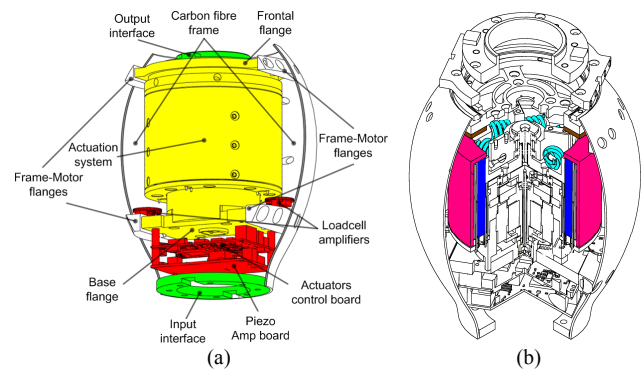 Output
interface
Carbon fibre
frame
Frontal
flange
Actuation
system
Frame-Motor
flanges
Frame-Motor
flanges
Loadcell
amplifiers
Base
flange
Actuators
control board
Input
interface
Piezo
Amp board
(a)
(b)